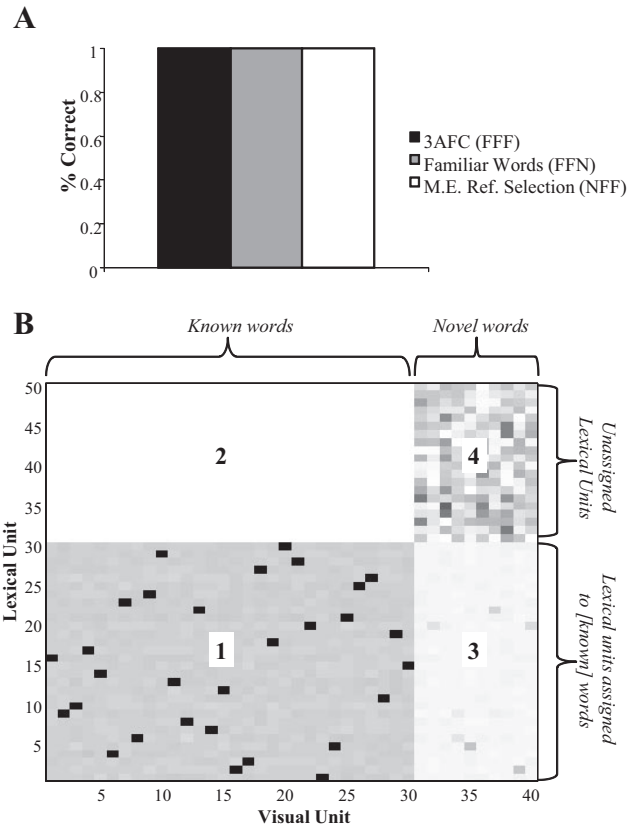 A
1
0.8
0.6
0.4
0.2
0
% Correct
3AFC (FFF)
Familiar Words (FFN)
M.E. Ref. Selection (NFF)
B
Known words
Novel words
50
45
40
35
30
25
20
15
10
5
Lexical Unit
2
4
1
3
Unassigned
Lexical Units
Lexical units assigned
to [known] words
5
10
15
20
25
30
35
40
Visual Unit